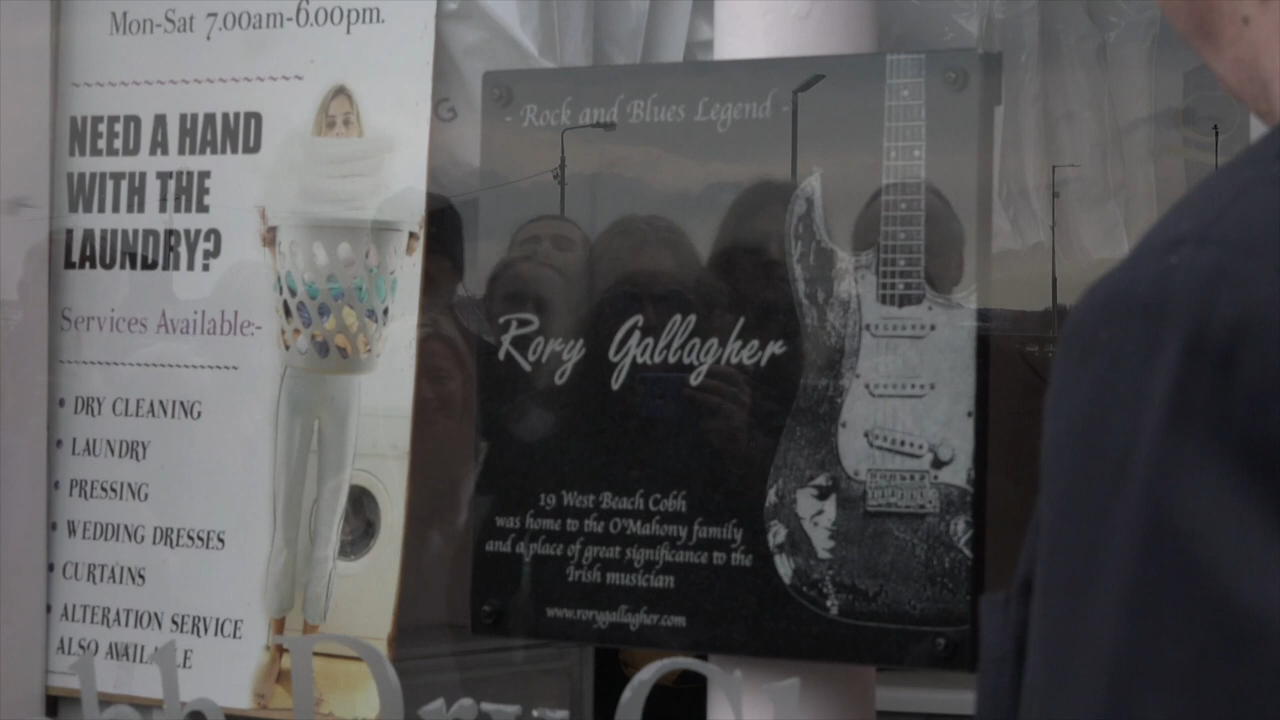 Mon-Sat 7.00am-6.00pm.
NEED A HAND
WITH THE
LAUNDRY?
Services Available:-
• DRY CLEANING
• LAUNDRY
• PRESSING
• WEDDING DRESSES
• CURTAINS
• ALTERATION SERVICE
ALSO AVAILABLE
- Rock and Blues Legend -
Rory Gallagher
19 West Beach Cobh
was home to the O'Mahony family
and a place of great significance to the
Irish musician
www.rorygallagher.com